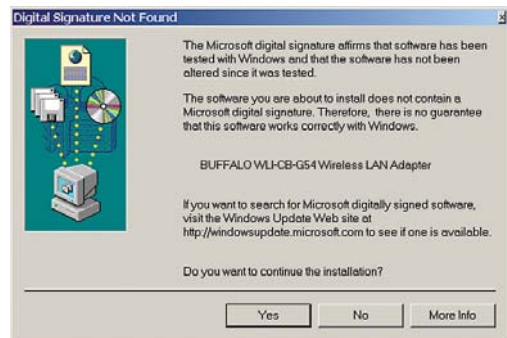 Digital Signature Not Found
The Microsoft digital signature affirms that software has been
tested with Windows and that the software has not been
altered since it was tested.
The software you are about to install does not contain a
Microsoft digital signature. Therefore, there is no guarantee
that this software works correctly with Windows.
BUFFALO WLI-CB-G54 Wireless LAN Adapter
If you want to search for Microsoft digitally signed software,
visit the Windows Update Web site at
http://windowsupdate.microsoft.com to see if one is available.
Do you want to continue the installation?
Yes No More Info